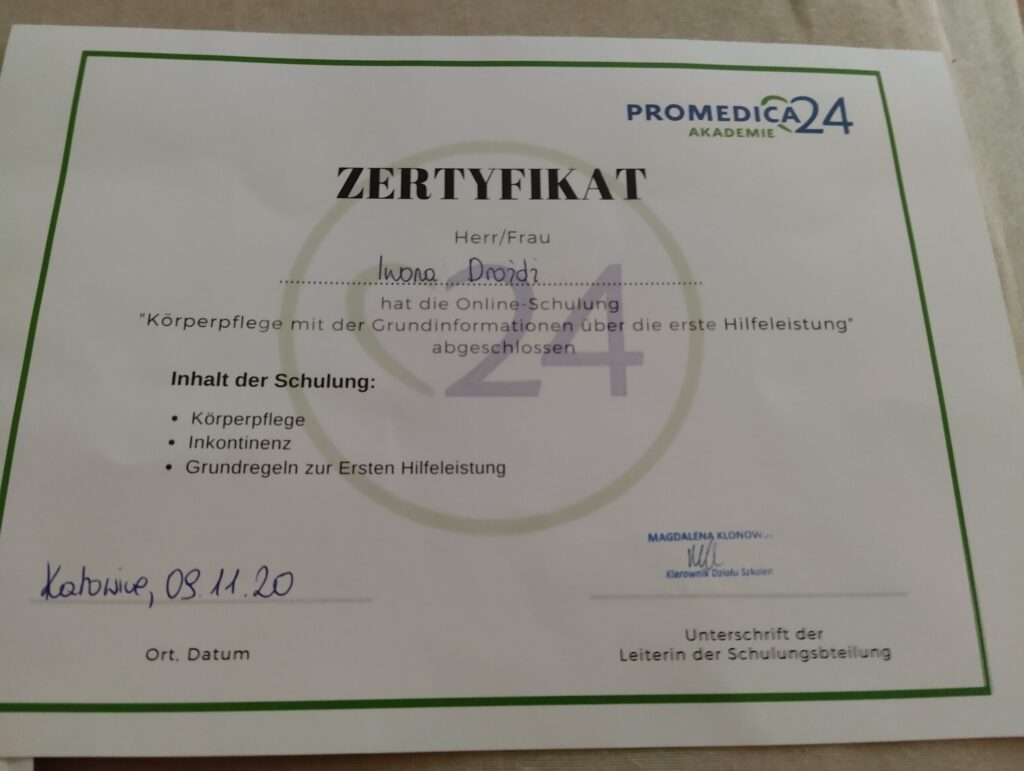 PROMEDICA24
AKADEMIE
ZERTYFIKAT
Herr/Frau
Iwona Droździ
hat die Online-Schulung
"Körperpflege mit der Grundinformationen über die erste Hilfeleistung"
abgeschlossen
24
Inhalt der Schulung:
• Körperpflege
• Inkontinenz
• Grundregeln zur Ersten Hilfeleistung
MAGDALENA
Kierownik Działu Szkoleń
Katowice, 09.11.20
Ort, Datum
Unterschrift der
Leiterin der Schulungsbteilung